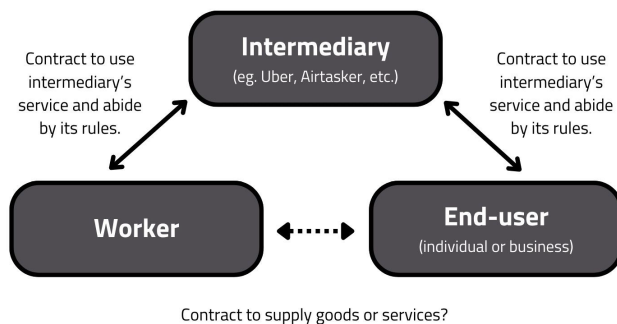 Intermediary
(eg. Uber, Airtasker, etc.)
Contract to use
intermediary's
service and abide
by its rules.
Contract to use
intermediary's
service and abide
by its rules.
Worker
End-user
(individual or business)
Contract to supply goods or services?